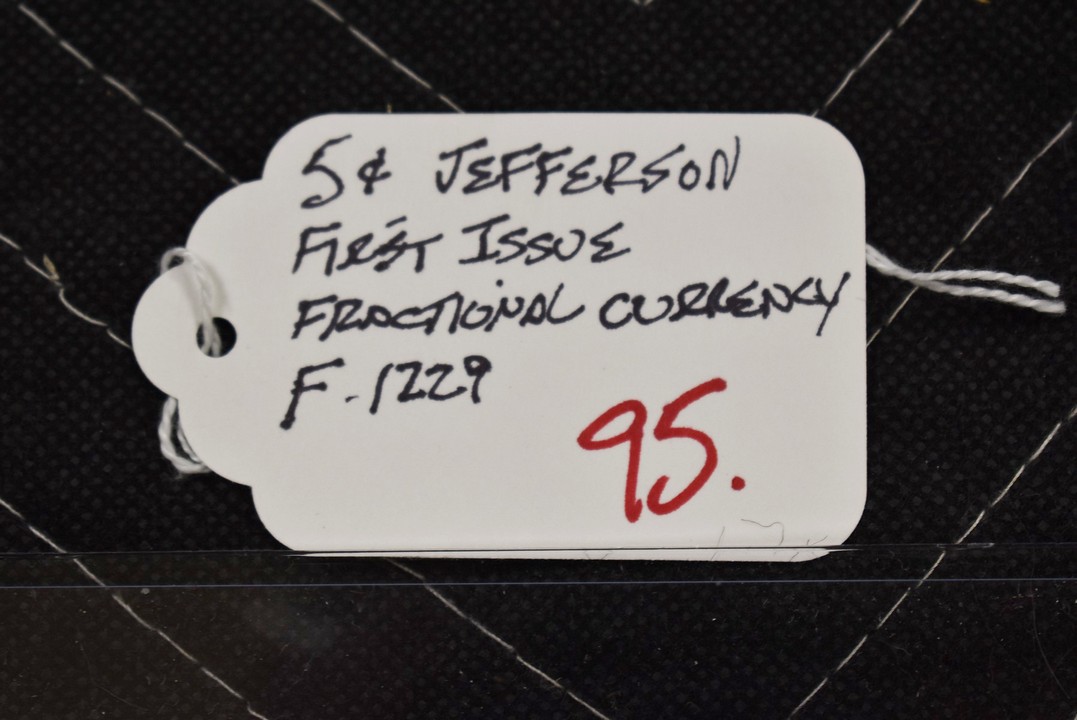 5¢ JEFFERSON
FIRST ISSUE
FRACTIONAL CURRENCY
F.1229
95.